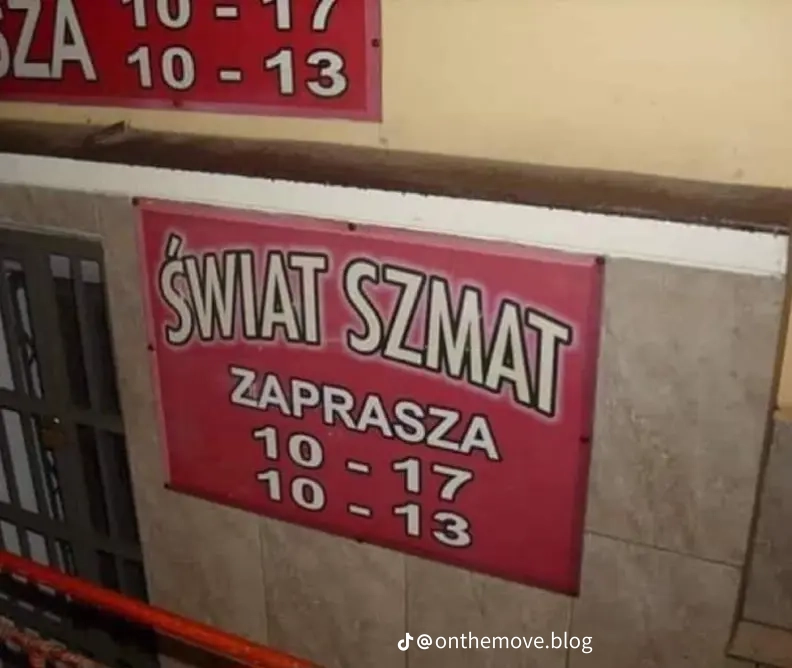 SZA 10 - 17
10 - 13
ŚWIAT SZMAT
ZAPRASZA
10 - 17
10 - 13
@onthemove.blog